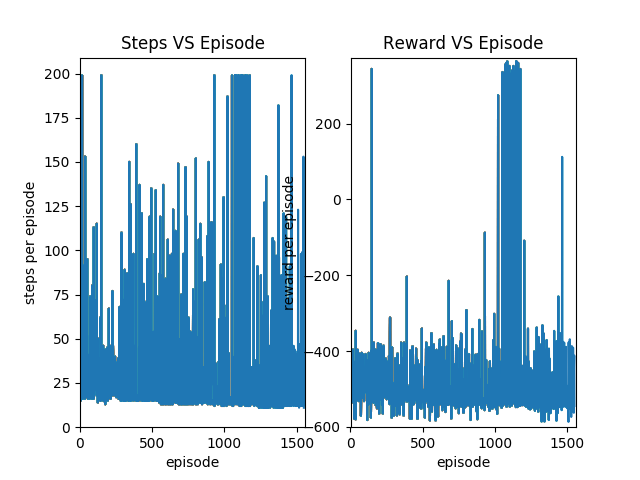 Steps VS Episode
steps per episode
200
175
150
125
100
75
50
25
0
0 500 1000 1500
episode
Reward VS Episode
reward per episode
200
0
−200
−400
−600
0 500 1000 1500
episode